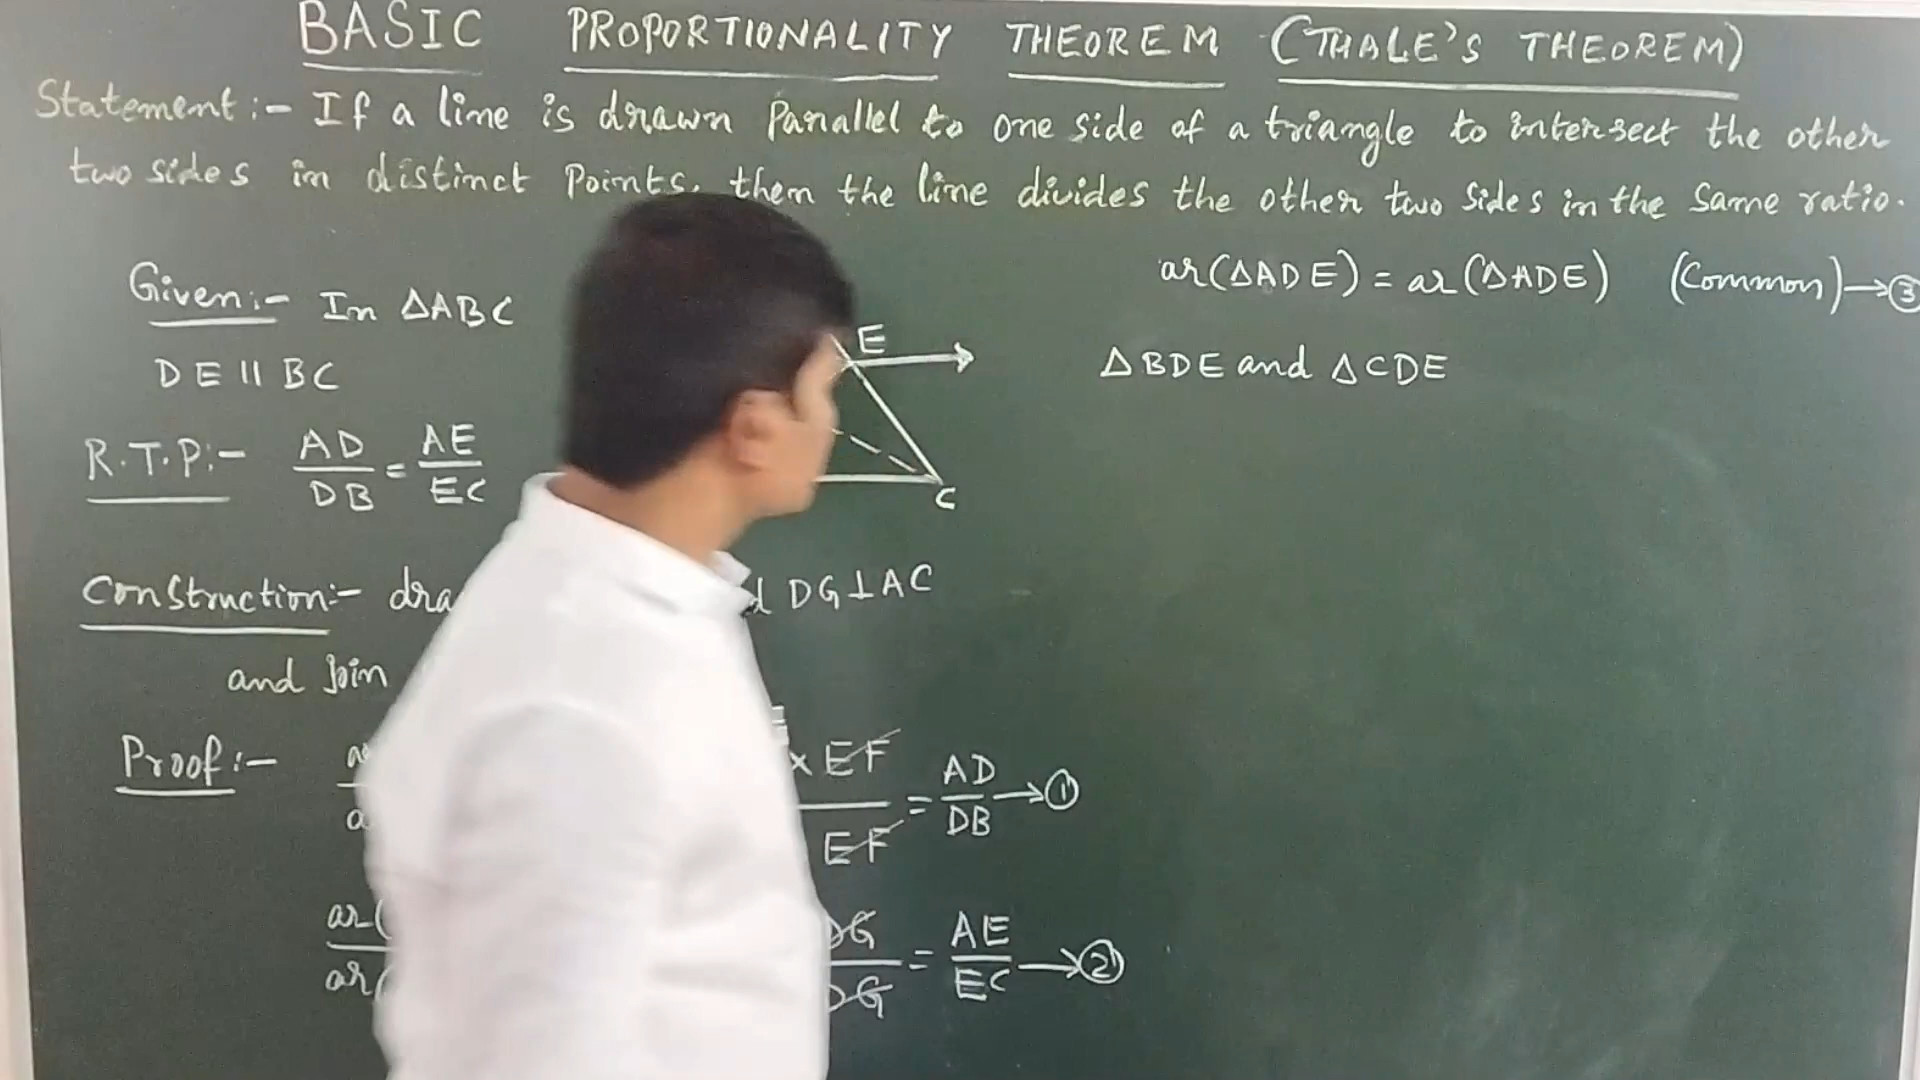 BASIC PROPORTIONALITY THEOREM (THALE'S THEOREM)
Statement:- If a line is drawn Parallel to one side of a triangle to intersect the other
two sides in distinct Points, then the line divides the other two sides in the same ratio.
Given:- In ΔABC
DE || BC
R.T.P:- AD/DB = AE/EC
Construction:- dra DG⊥AC
and Join
Proof:-
× EF
EF
= AD/DB → ①
ar(
ar(
DG
DG
= AE/EC → ②
E
C
ar(ΔADE) = ar(ΔADE) (Common) → ③
ΔBDE and ΔCDE